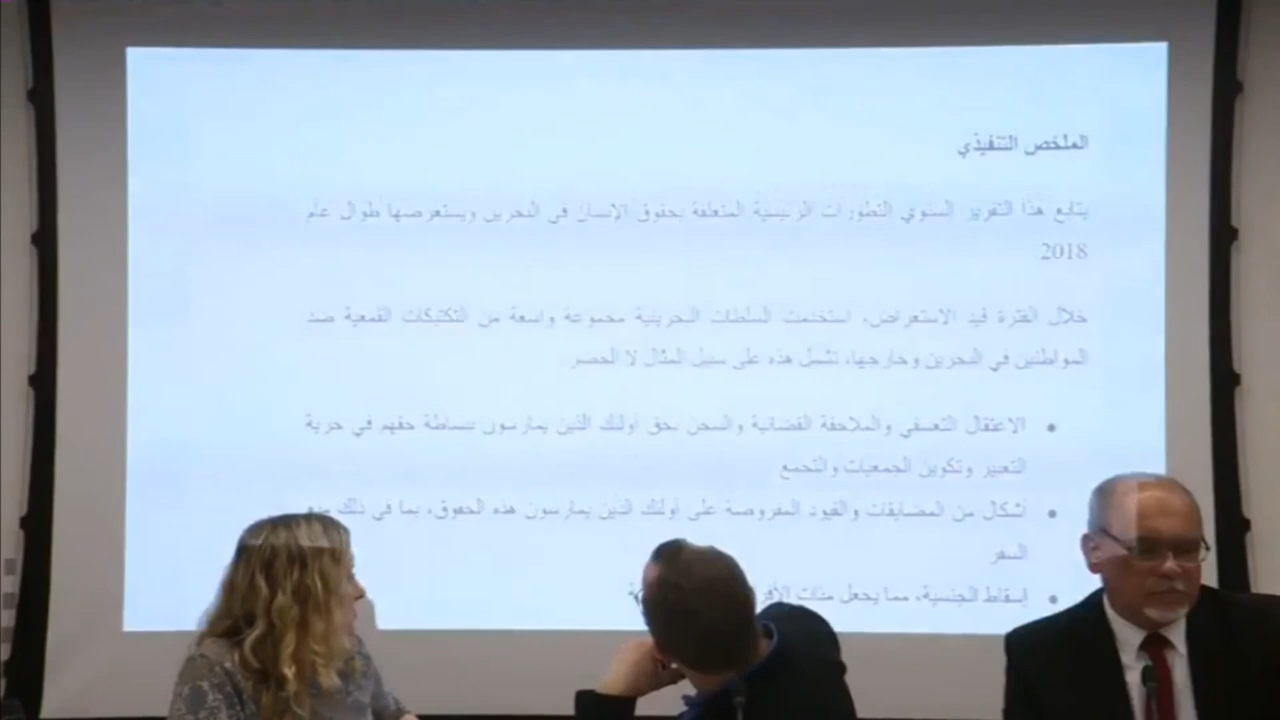 الملخص التنفيذي
يتابع هذا التقرير السنوي التطورات الرئيسية المتعلقة بحقوق الإنسان في البحرين ويستعرضها طوال عام
2018
خلال الفترة قيد الاستعراض، استخدمت السلطات البحرينية مجموعة واسعة من التكتيكات القمعية ضد
المواطنين في البحرين وخارجها، تشمل هذه على سبيل المثال لا الحصر
• الاعتقال التعسفي والملاحقة القضائية والسجن بحق أولئك الذين يمارسون ببساطة حقهم في حرية
التعبير وتكوين الجمعيات والتجمع
• أشكال من المضايقات والقيود المفروضة على أولئك الذين يمارسون هذه الحقوق، بما في ذلك
السفر
• إسقاط الجنسية، مما يجعل مئات